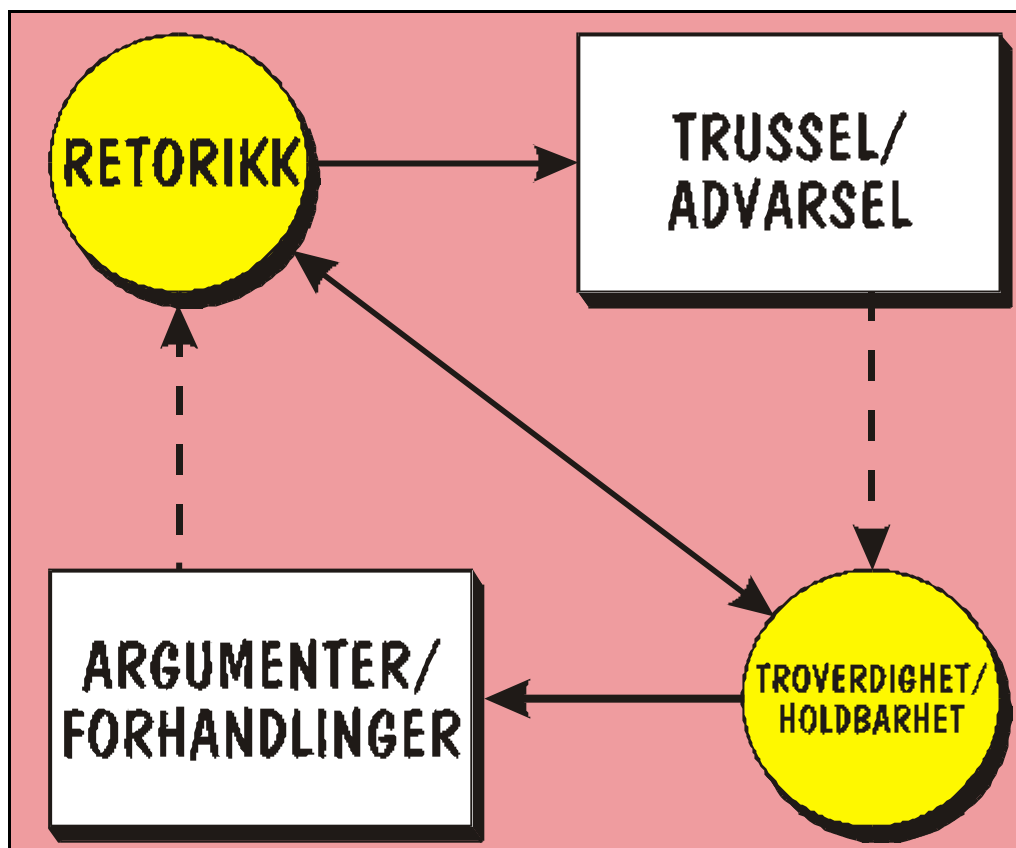 RETORIKK
TRUSSEL/
ADVARSEL
ARGUMENTER/
FORHANDLINGER
TROVERDIGHET/
HOLDBARHET